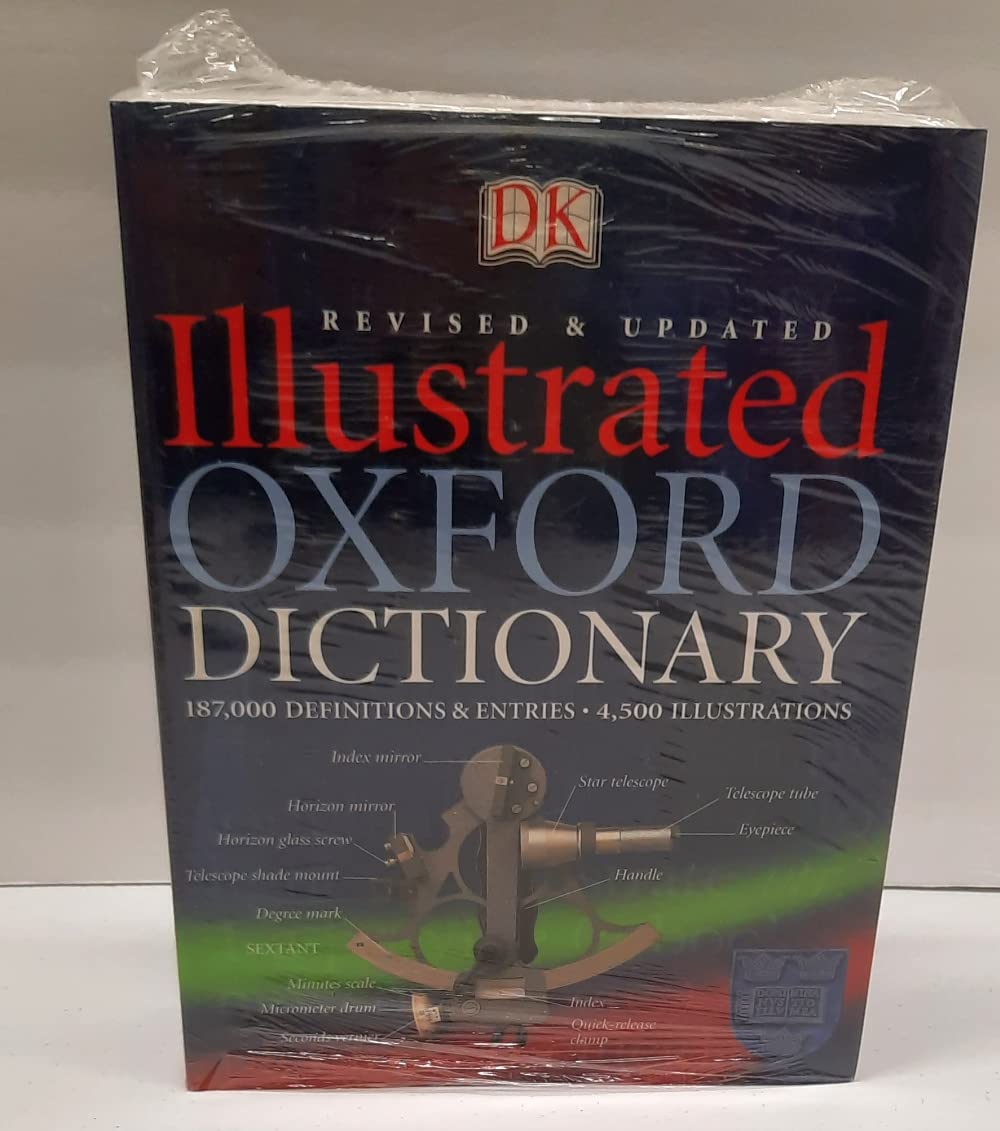 DK
REVISED & UPDATED
Illustrated
OXFORD
DICTIONARY
187,000 DEFINITIONS & ENTRIES • 4,500 ILLUSTRATIONS
Index mirror
Star telescope
Telescope tube
Horizon mirror
Eyepiece
Horizon glass screw
Telescope shade mount
Handle
Degree mark
SEXTANT
Minutes scale
Micrometer drum
Index
Seconds vernier
Quick-release
clamp